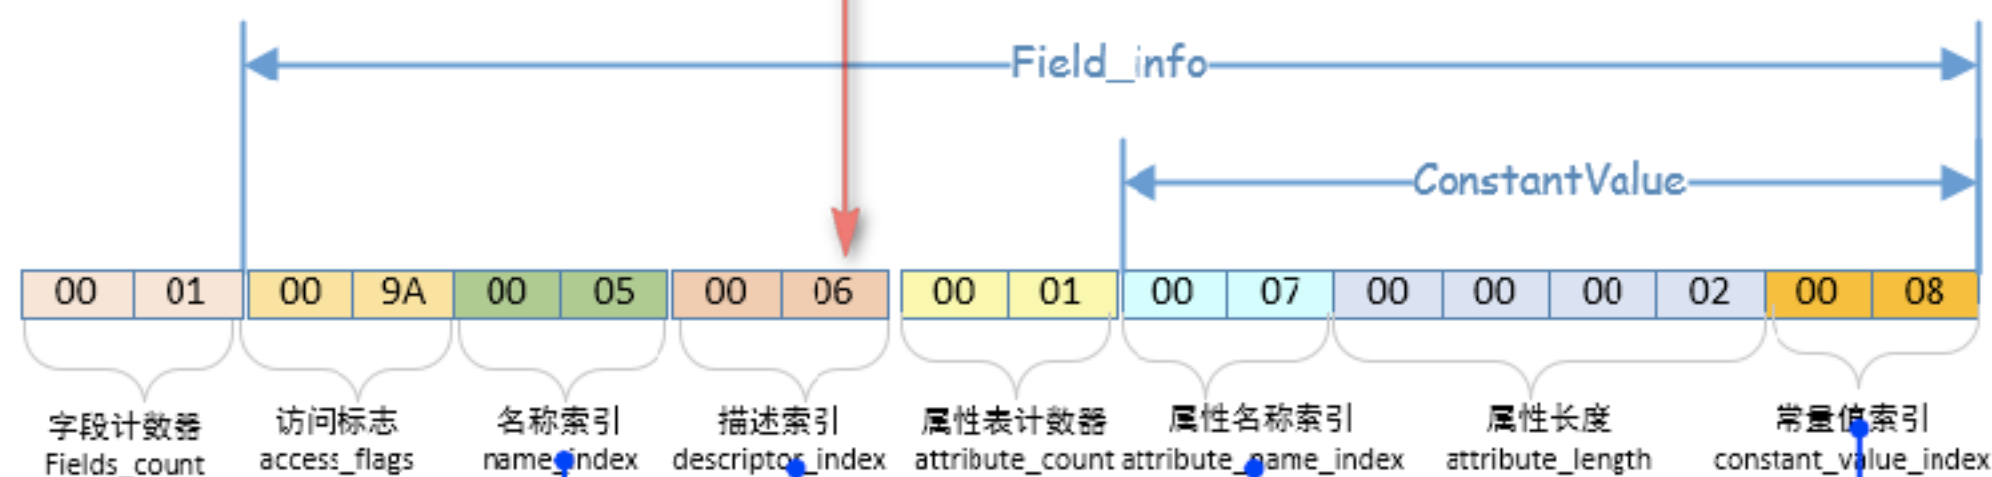 Field_info
ConstantValue
00 01 00 9A 00 05 00 06 00 01 00 07 00 00 00 02 00 08
字段计数器 访问标志 名称索引 描述索引 属性表计数器 属性名称索引 属性长度 常量值索引
Fields_count access_flags name_index descriptor_index attribute_count attribute_name_index attribute_length constant_value_index